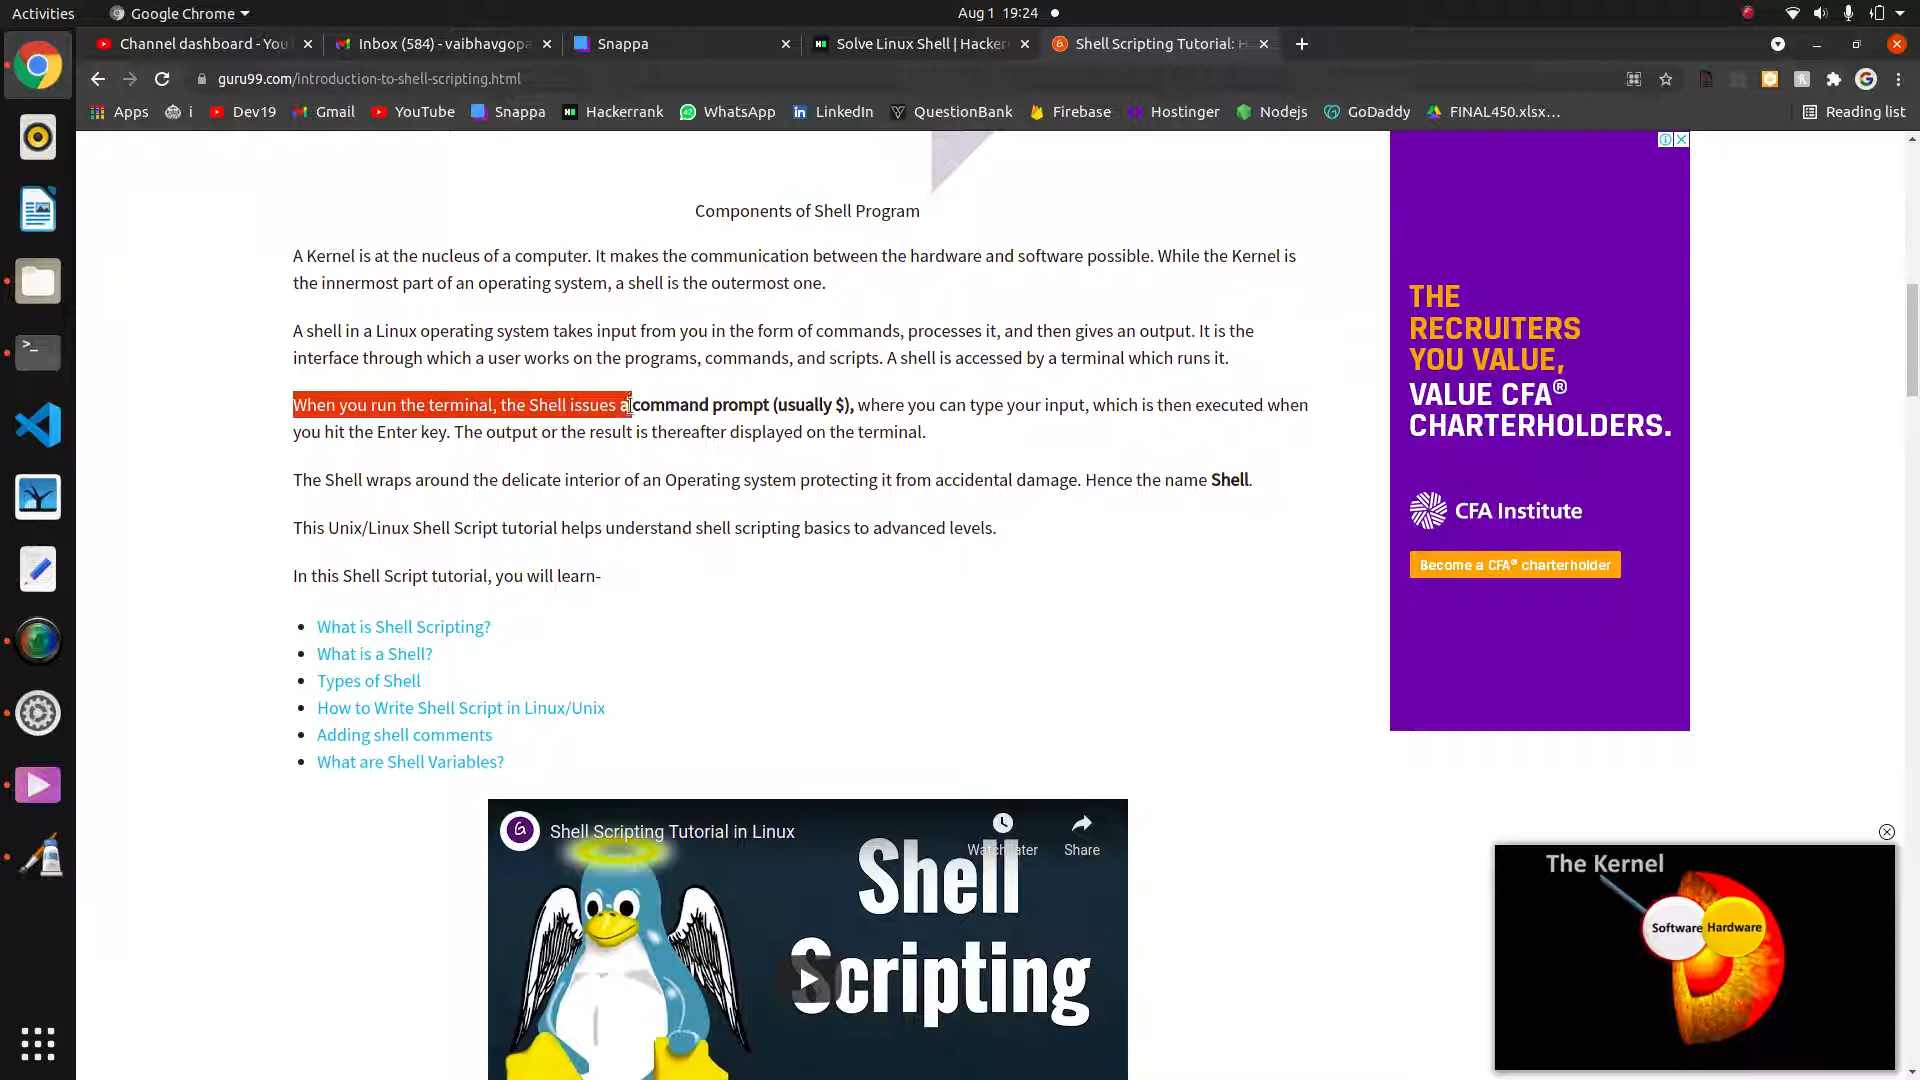 Activities
Google Chrome
Aug 1 19:24
Channel dashboard - You
Inbox (584) - vaibhavgopa
Snappa
Solve Linux Shell | Hacker
Shell Scripting Tutorial: H
guru99.com/introduction-to-shell-scripting.html
Apps
i
Dev19
Gmail
YouTube
Snappa
Hackerrank
WhatsApp
LinkedIn
QuestionBank
Firebase
Hostinger
Nodejs
GoDaddy
FINAL450.xlsx...
Reading list
Components of Shell Program
A Kernel is at the nucleus of a computer. It makes the communication between the hardware and software possible. While the Kernel is
the innermost part of an operating system, a shell is the outermost one.
A shell in a Linux operating system takes input from you in the form of commands, processes it, and then gives an output. It is the
interface through which a user works on the programs, commands, and scripts. A shell is accessed by a terminal which runs it.
When you run the terminal, the Shell issues a command prompt (usually $), where you can type your input, which is then executed when
you hit the Enter key. The output or the result is thereafter displayed on the terminal.
The Shell wraps around the delicate interior of an Operating system protecting it from accidental damage. Hence the name Shell.
This Unix/Linux Shell Script tutorial helps understand shell scripting basics to advanced levels.
In this Shell Script tutorial, you will learn-
What is Shell Scripting?
What is a Shell?
Types of Shell
How to Write Shell Script in Linux/Unix
Adding shell comments
What are Shell Variables?
Shell Scripting Tutorial in Linux
Watch later
Share
Shell
Scripting
THE
RECRUITERS
YOU VALUE,
VALUE CFA®
CHARTERHOLDERS.
CFA Institute
Become a CFA® charterholder
The Kernel
Software
Hardware